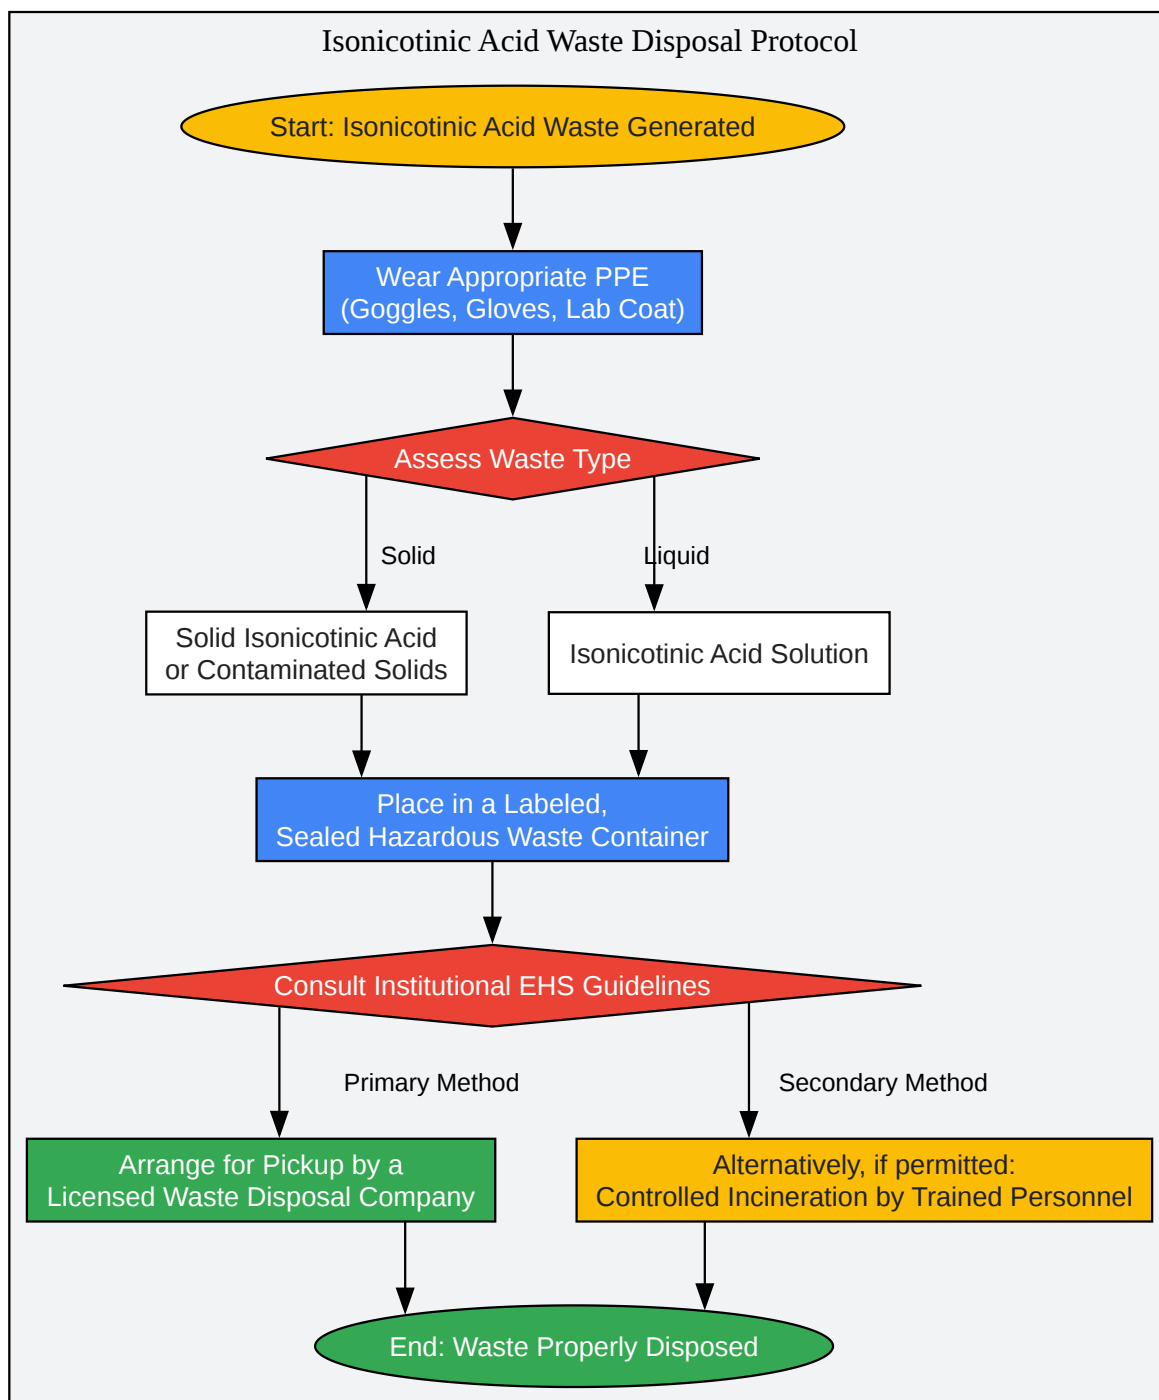 Isonicotinic Acid Waste Disposal Protocol
Start: Isonicotinic Acid Waste Generated
Wear Appropriate PPE
(Goggles, Gloves, Lab Coat)
Assess Waste Type
Solid
Liquid
Solid Isonicotinic Acid
or Contaminated Solids
Isonicotinic Acid Solution
Place in a Labeled,
Sealed Hazardous Waste Container
Consult Institutional EHS Guidelines
Primary Method
Secondary Method
Arrange for Pickup by a
Licensed Waste Disposal Company
Alternatively, if permitted:
Controlled Incineration by Trained Personnel
End: Waste Properly Disposed